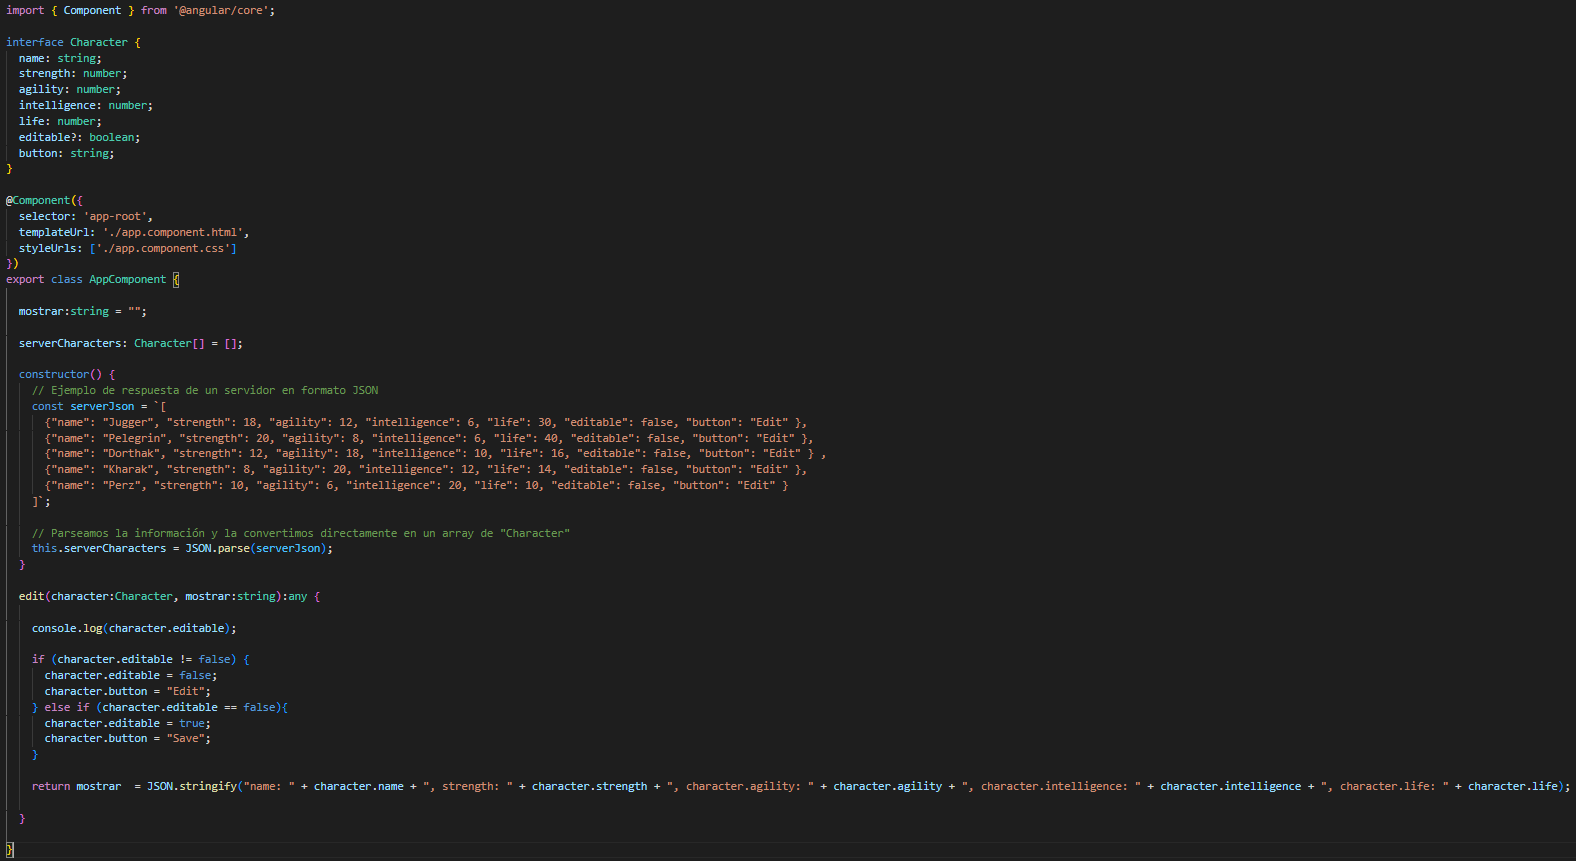 import { Component } from '@angular/core';
interface Character {
name: string;
strength: number;
agility: number;
intelligence: number;
life: number;
editable?: boolean;
button: string;
}
@Component({
selector: 'app-root',
templateUrl: './app.component.html',
styleUrls: ['./app.component.css']
})
export class AppComponent {
mostrar:string = "";
serverCharacters: Character[] = [];
constructor() {
// Ejemplo de respuesta de un servidor en formato JSON
const serverJson = `[
{"name": "Jugger", "strength": 18, "agility": 12, "intelligence": 6, "life": 30, "editable": false, "button": "Edit" },
{"name": "Pelegrin", "strength": 20, "agility": 8, "intelligence": 6, "life": 40, "editable": false, "button": "Edit" },
{"name": "Dorthak", "strength": 12, "agility": 18, "intelligence": 10, "life": 16, "editable": false, "button": "Edit" } ,
{"name": "Kharak", "strength": 8, "agility": 20, "intelligence": 12, "life": 14, "editable": false, "button": "Edit" },
{"name": "Perz", "strength": 10, "agility": 6, "intelligence": 20, "life": 10, "editable": false, "button": "Edit" }
]`;
// Parseamos la información y la convertimos directamente en un array de "Character"
this.serverCharacters = JSON.parse(serverJson);
}
edit(character:Character, mostrar:string):any {
console.log(character.editable);
if (character.editable != false) {
character.editable = false;
character.button = "Edit";
} else if (character.editable == false){
character.editable = true;
character.button = "Save";
}
return mostrar  = JSON.stringify("name: " + character.name + ", strength: " + character.strength + ", character.agility: " + character.agility + ", character.intelligence: " + character.intelligence + ", character.life: " + character.life);
}
}